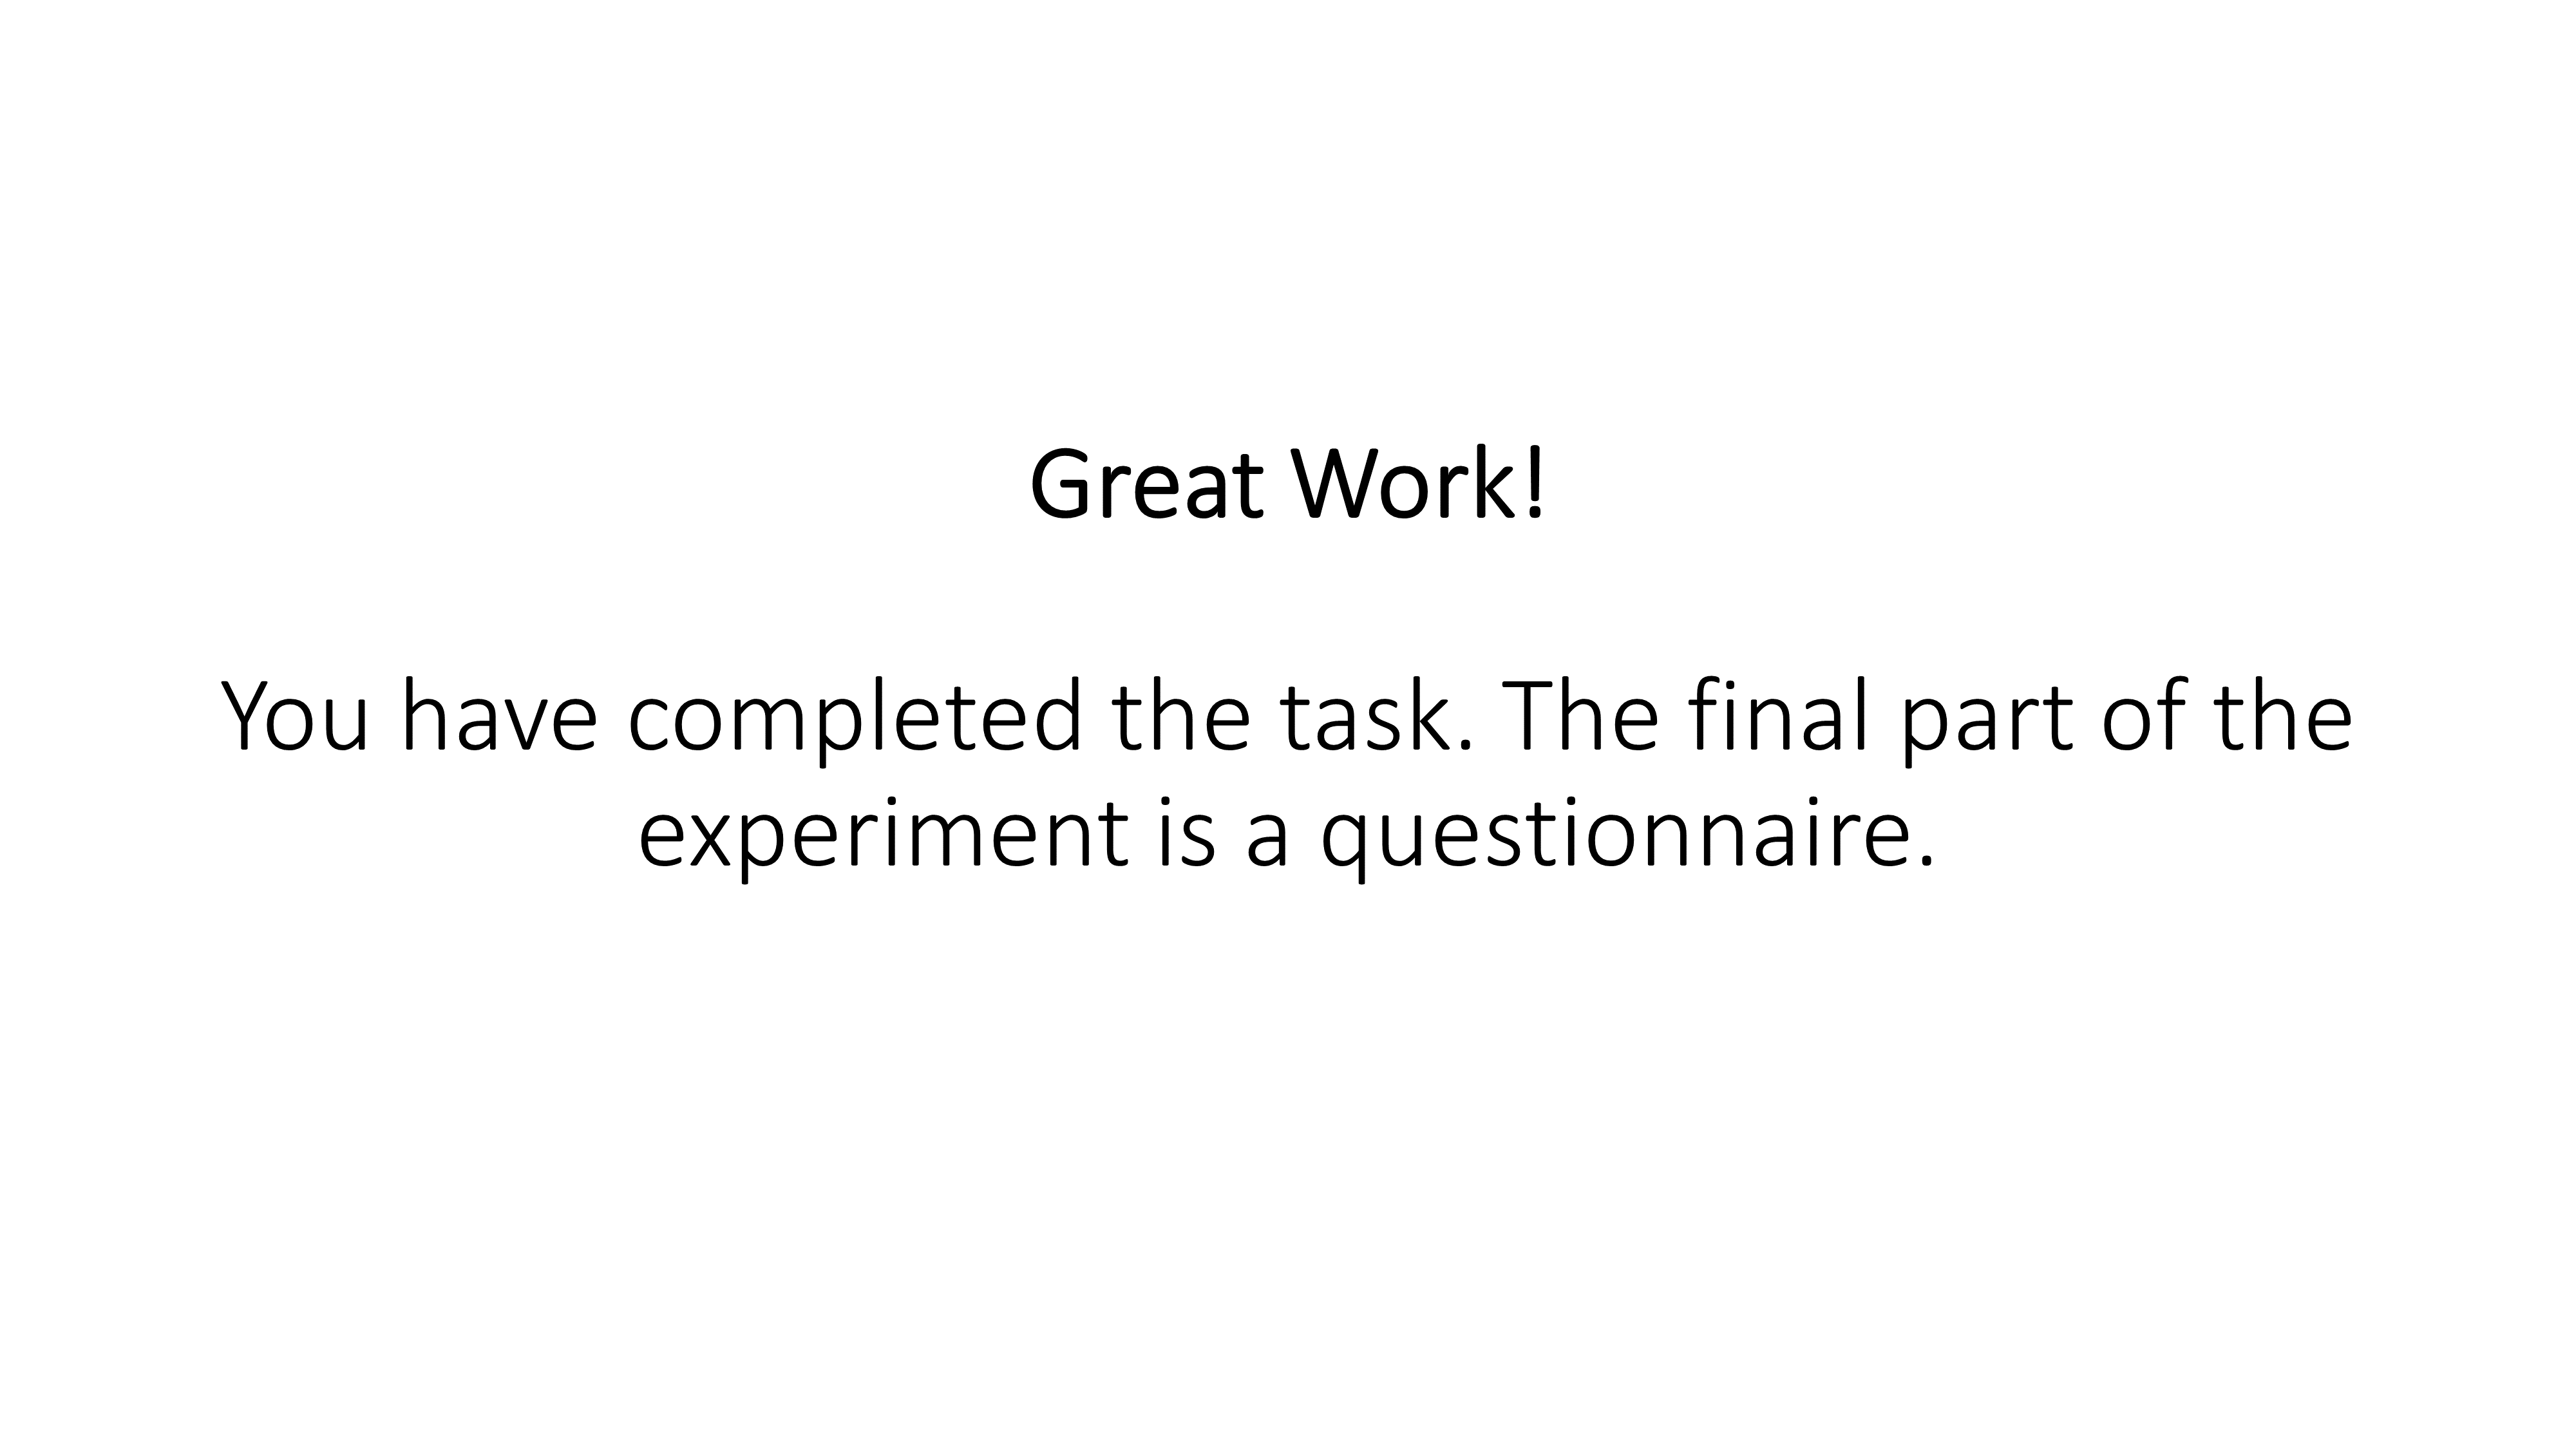 Great Work!
You have completed the task. The final part of the
experiment is a questionnaire.